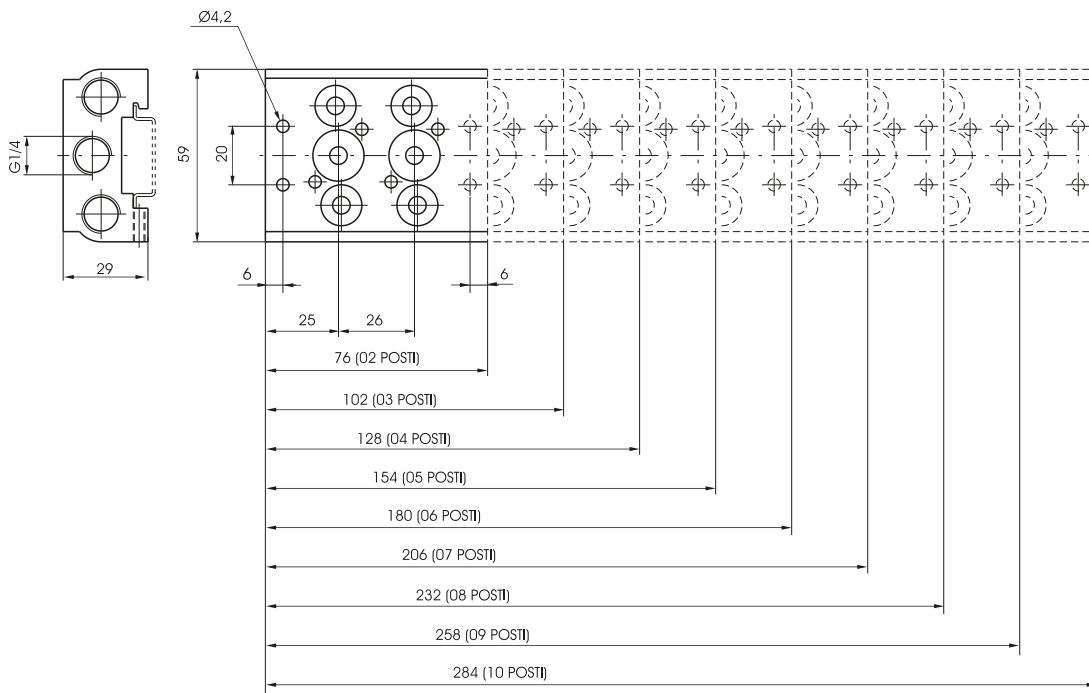 Ø4,2
G1/4
59
20
29
6
6
25
26
76 (02 POSTI)
102 (03 POSTI)
128 (04 POSTI)
154 (05 POSTI)
180 (06 POSTI)
206 (07 POSTI)
232 (08 POSTI)
258 (09 POSTI)
284 (10 POSTI)